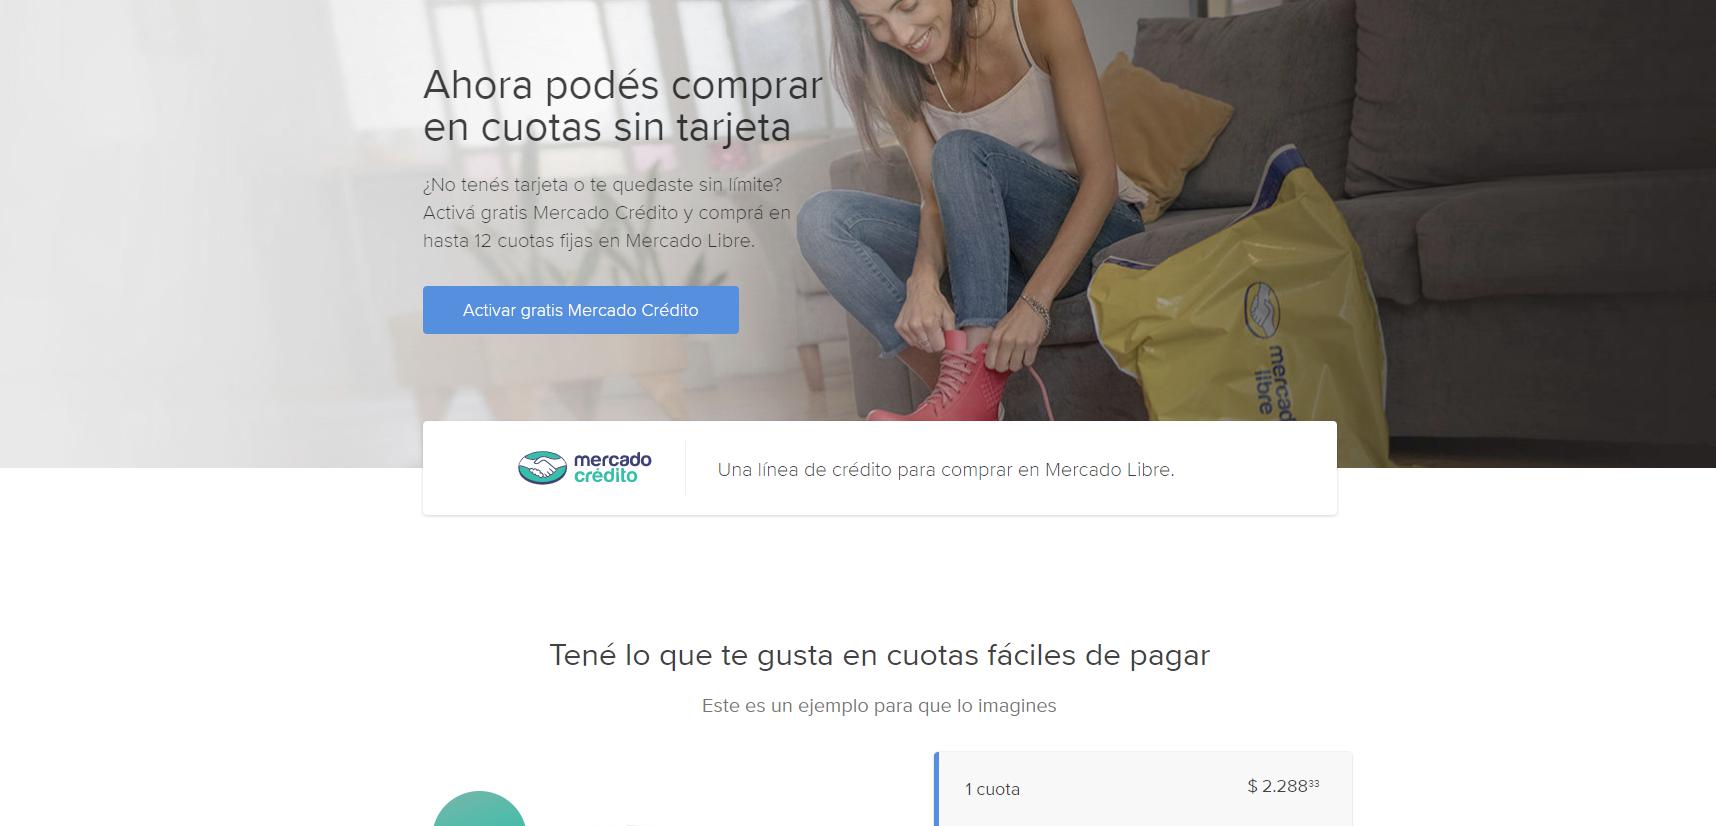 Ahora podés comprar
en cuotas sin tarjeta
¿No tenés tarjeta o te quedaste sin límite?
Activá gratis Mercado Crédito y comprá en
hasta 12 cuotas fijas en Mercado Libre.
Activar gratis Mercado Crédito
mercado
libre
mercado
crédito
Una línea de crédito para comprar en Mercado Libre.
Tené lo que te gusta en cuotas fáciles de pagar
Este es un ejemplo para que lo imagines
1 cuota $ 2.288³³